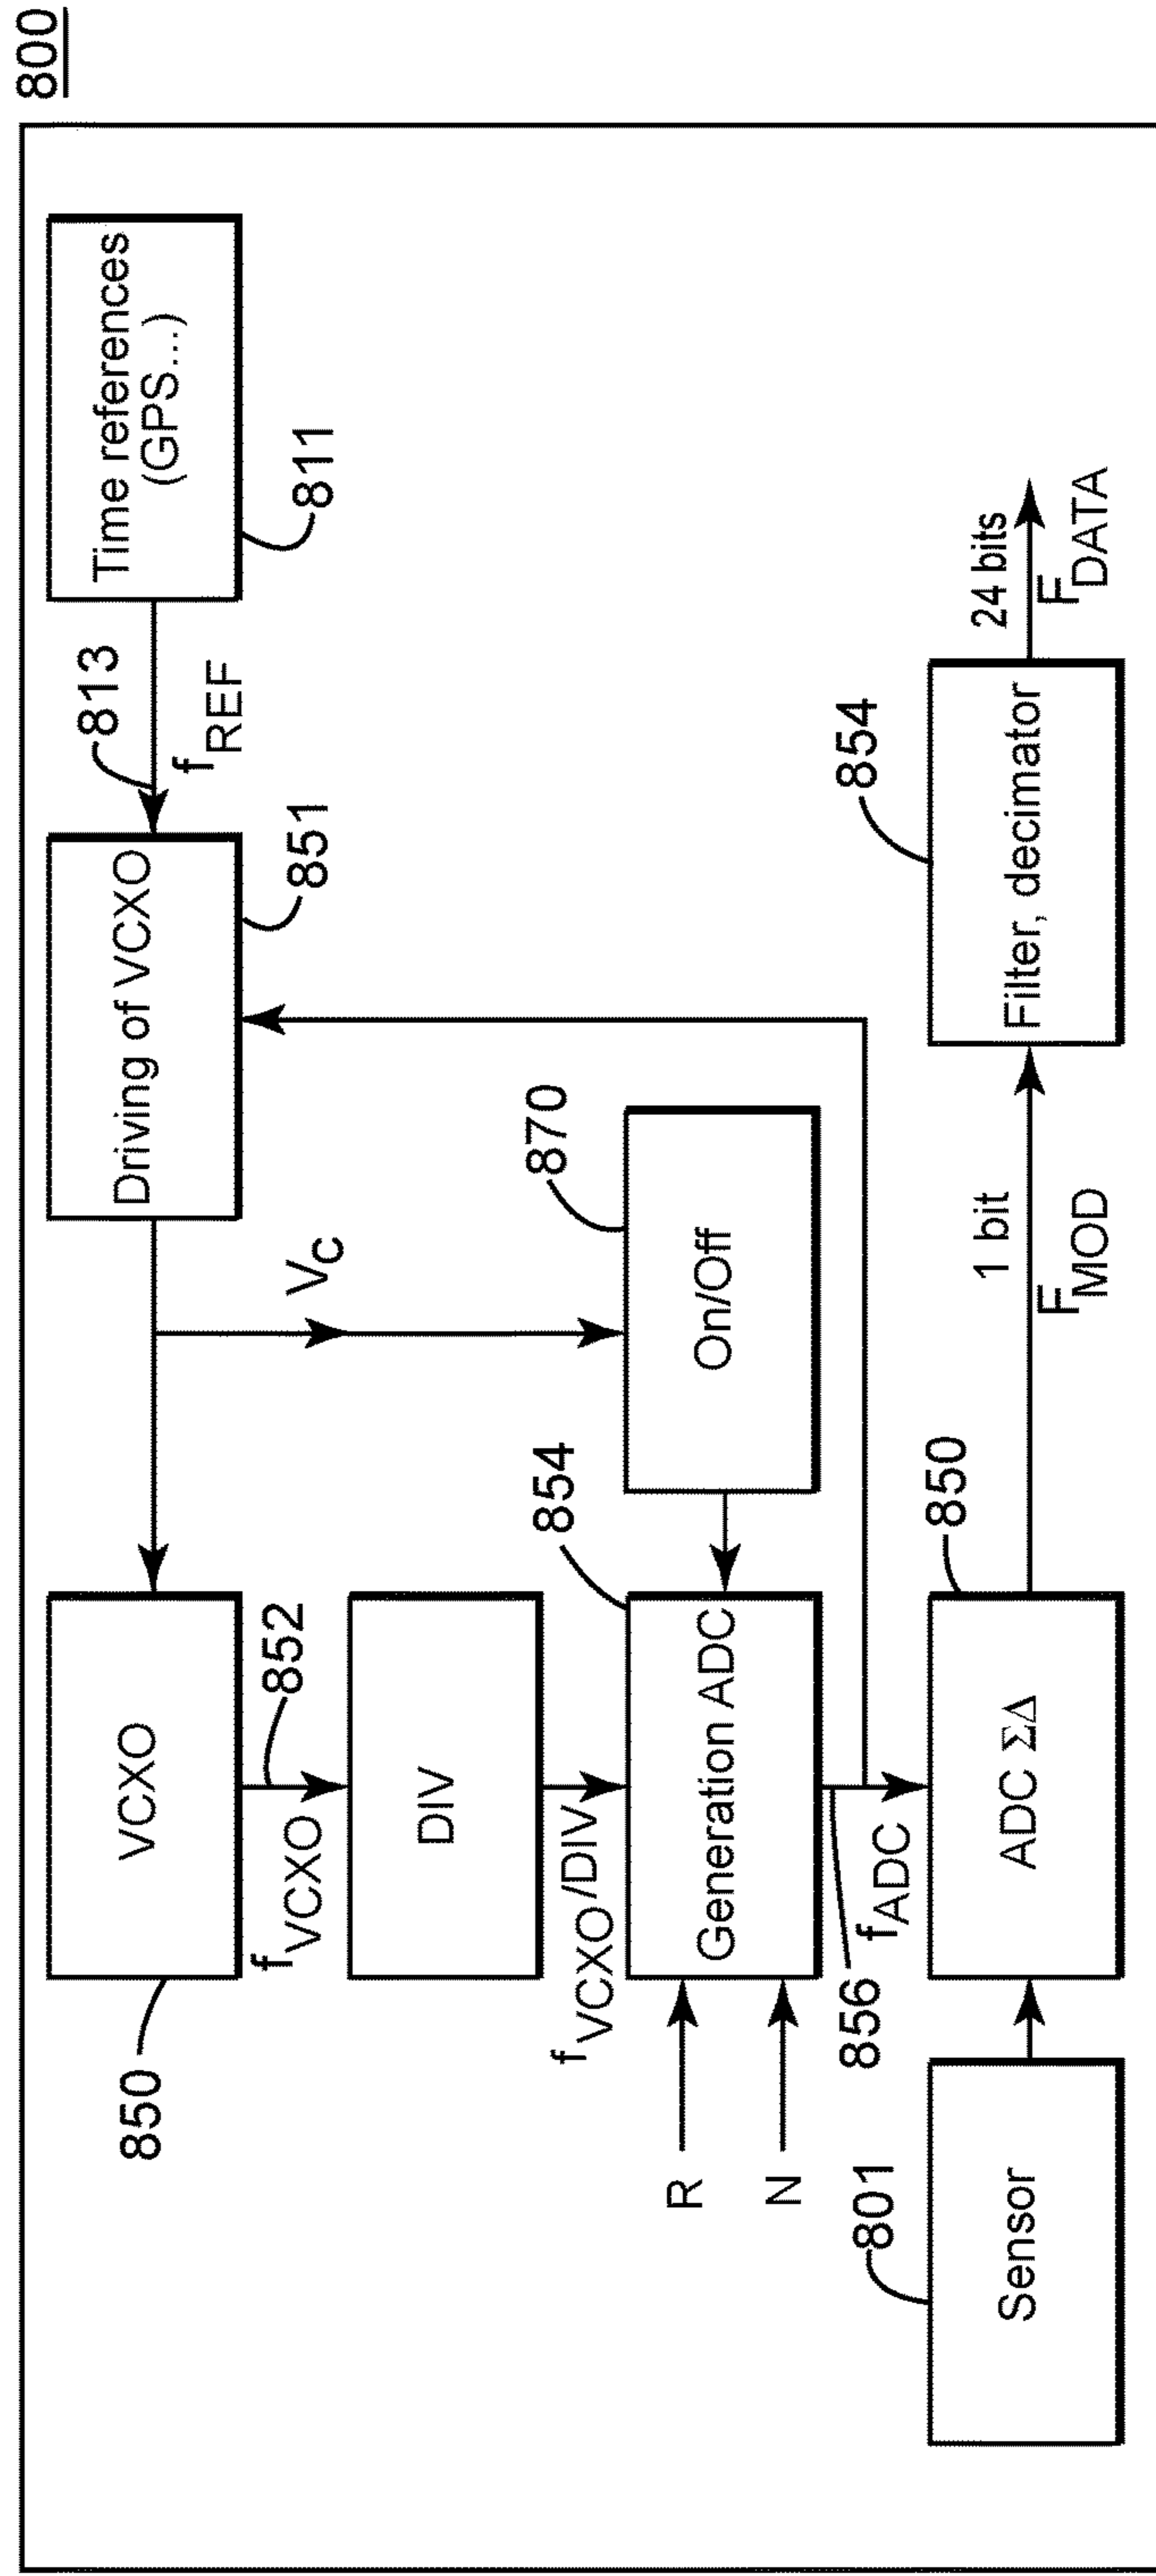 800
Time references
(GPS...)
811
813
fREF
Driving of VCXO
851
VC
VCXO
850
852
fVCXO
DIV
fVCXO/DIV
On/Off
870
Generation ADC
854
R
N
856
fADC
Sensor
801
ADC ΣΔ
850
1 bit
FMOD
Filter, decimator
854
24 bits
FDATA